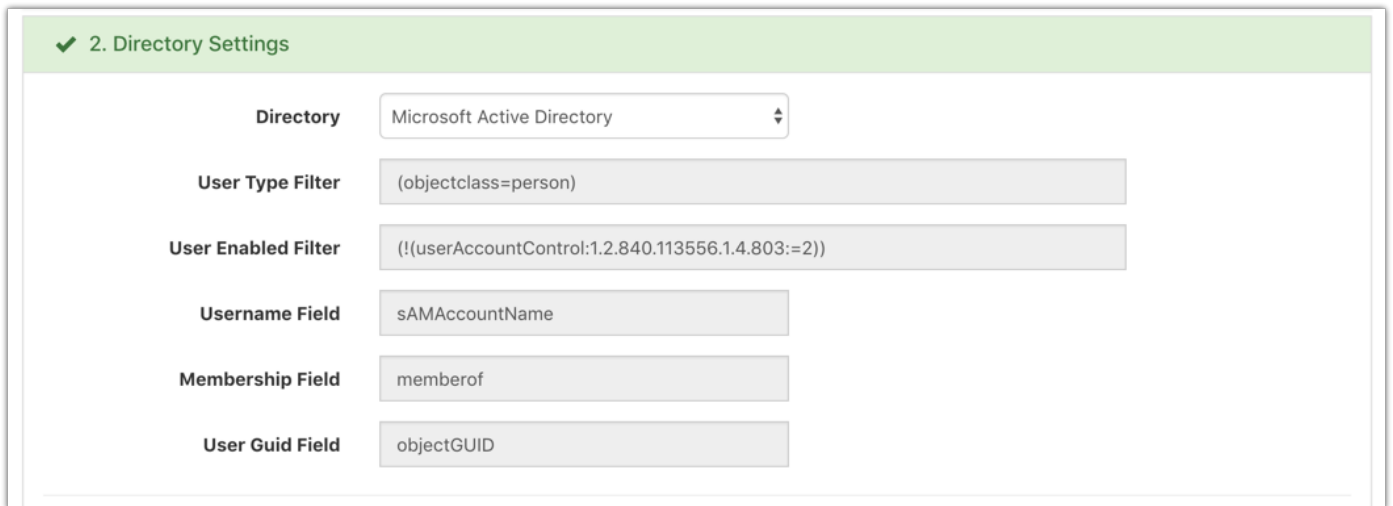 2. Directory Settings
Directory Microsoft Active Directory
User Type Filter (objectclass=person)
User Enabled Filter (!(userAccountControl:1.2.840.113556.1.4.803:=2))
Username Field sAMAccountName
Membership Field memberof
User Guid Field objectGUID